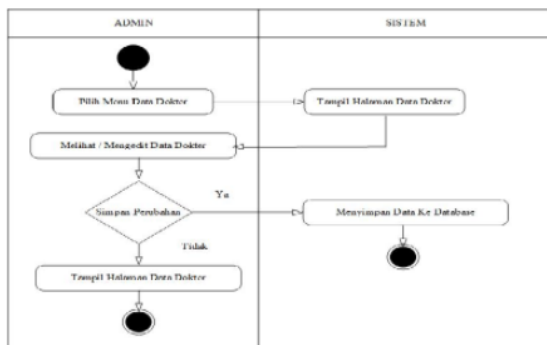 ADMIN
SISTEM
Pilih Menu Data Dokter
Tampil Halaman Data Dokter
Melihat / Mengedit Data Dokter
Simpan Perubahan
Ya
Menyimpan Data Ke Database
Tidak
Tampil Halaman Data Dokter